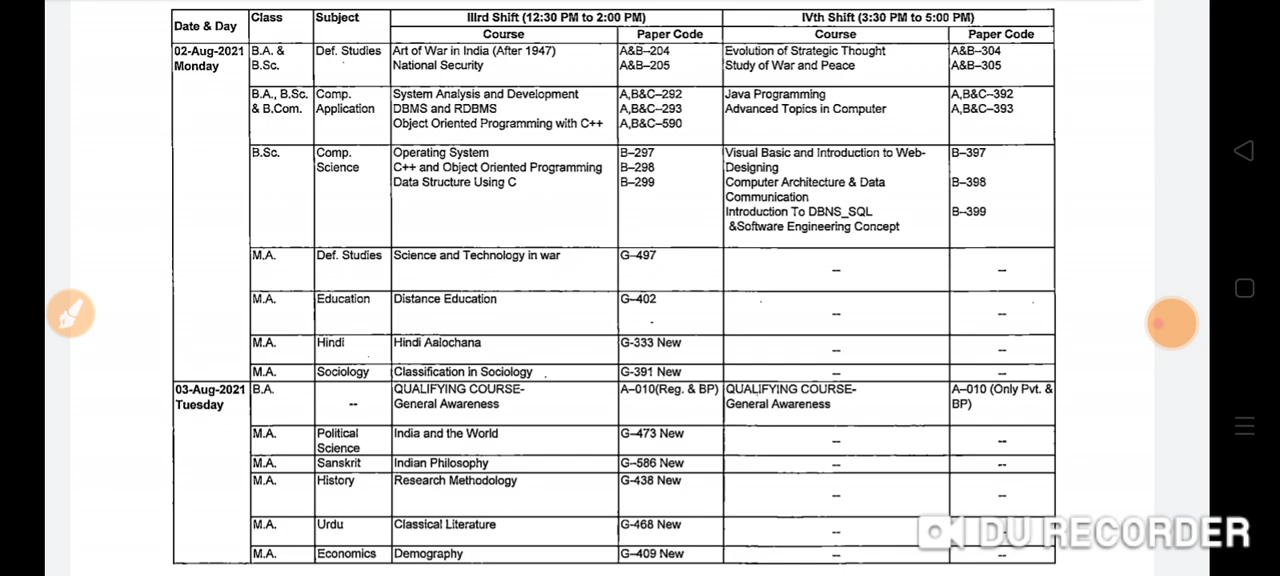 Date & Day Class Subject IIIrd Shift (12:30 PM to 2:00 PM) IVth Shift (3:30 PM to 5:00 PM)
Course Paper Code Course Paper Code
02-Aug-2021 B.A. & Def. Studies Art of War in India (After 1947) A&B–204 Evolution of Strategic Thought A&B–304
Monday B.Sc. National Security A&B–205 Study of War and Peace A&B–305
B.A., B.Sc. Comp. System Analysis and Development A,B&C–292 Java Programming A,B&C–392
& B.Com. Application DBMS and RDBMS A,B&C–293 Advanced Topics in Computer A,B&C–393
Object Oriented Programming with C++ A,B&C–590
B.Sc. Comp. Operating System B–297 Visual Basic and Introduction to Web- B–397
Science C++ and Object Oriented Programming B–298 Designing
Data Structure Using C B–299 Computer Architecture & Data B–398
Communication
Introduction To DBNS_SQL B–399
&Software Engineering Concept
M.A. Def. Studies Science and Technology in war G–497
-- --
M.A. Education Distance Education G–402
-- --
M.A. Hindi Hindi Aalochana G-333 New
-- --
M.A. Sociology Classification in Sociology G-391 New -- --
03-Aug-2021 B.A. QUALIFYING COURSE- A–010(Reg. & BP) QUALIFYING COURSE- A–010 (Only Pvt. &
Tuesday -- General Awareness General Awareness BP)
M.A. Political India and the World G–473 New
Science -- --
M.A. Sanskrit Indian Philosophy G–586 New -- --
M.A. History Research Methodology G–438 New
-- --
M.A. Urdu Classical Literature G–468 New
-- --
M.A. Economics Demography G–409 New -- --
DU RECORDER